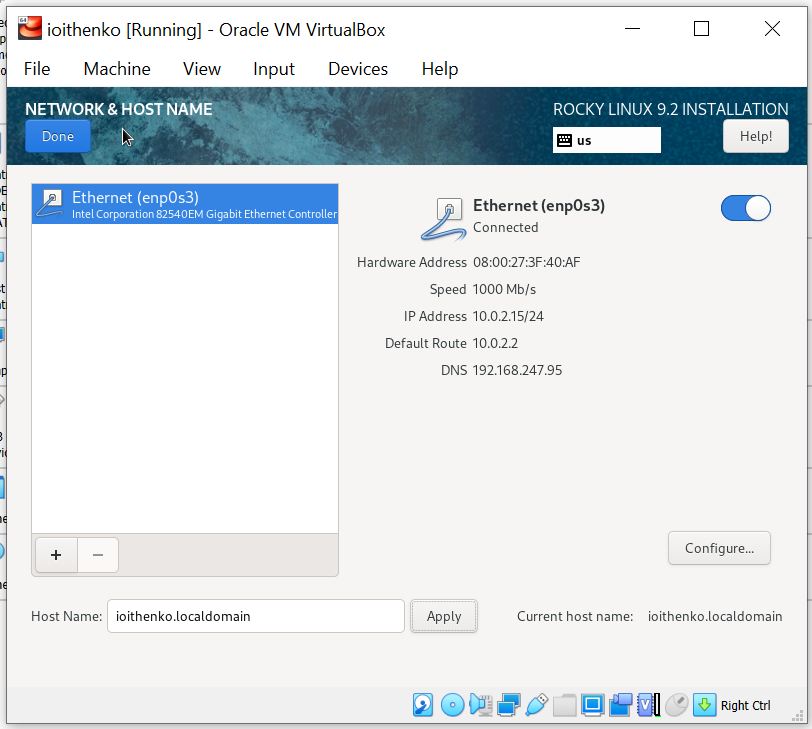 ioithenko [Running] - Oracle VM VirtualBox
File Machine View Input Devices Help
NETWORK & HOST NAME
ROCKY LINUX 9.2 INSTALLATION
Done
us
Help!
Ethernet (enp0s3)
Intel Corporation 82540EM Gigabit Ethernet Controller
Ethernet (enp0s3)
Connected
Hardware Address 08:00:27:3F:40:AF
Speed 1000 Mb/s
IP Address 10.0.2.15/24
Default Route 10.0.2.2
DNS 192.168.247.95
+ −
Configure...
Host Name: ioithenko.localdomain Apply Current host name: ioithenko.localdomain
Right Ctrl